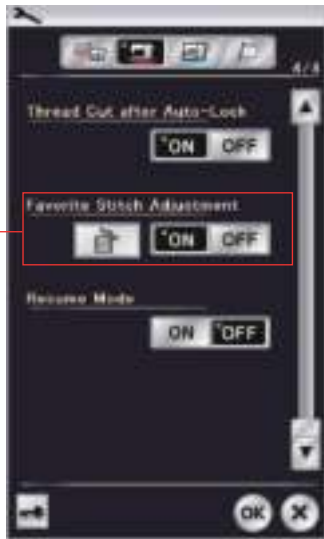 4/4
Thread Cut after Auto-Lock
ON OFF
Favorite Stitch Adjustment
ON OFF
Resume Mode
ON OFF
OK